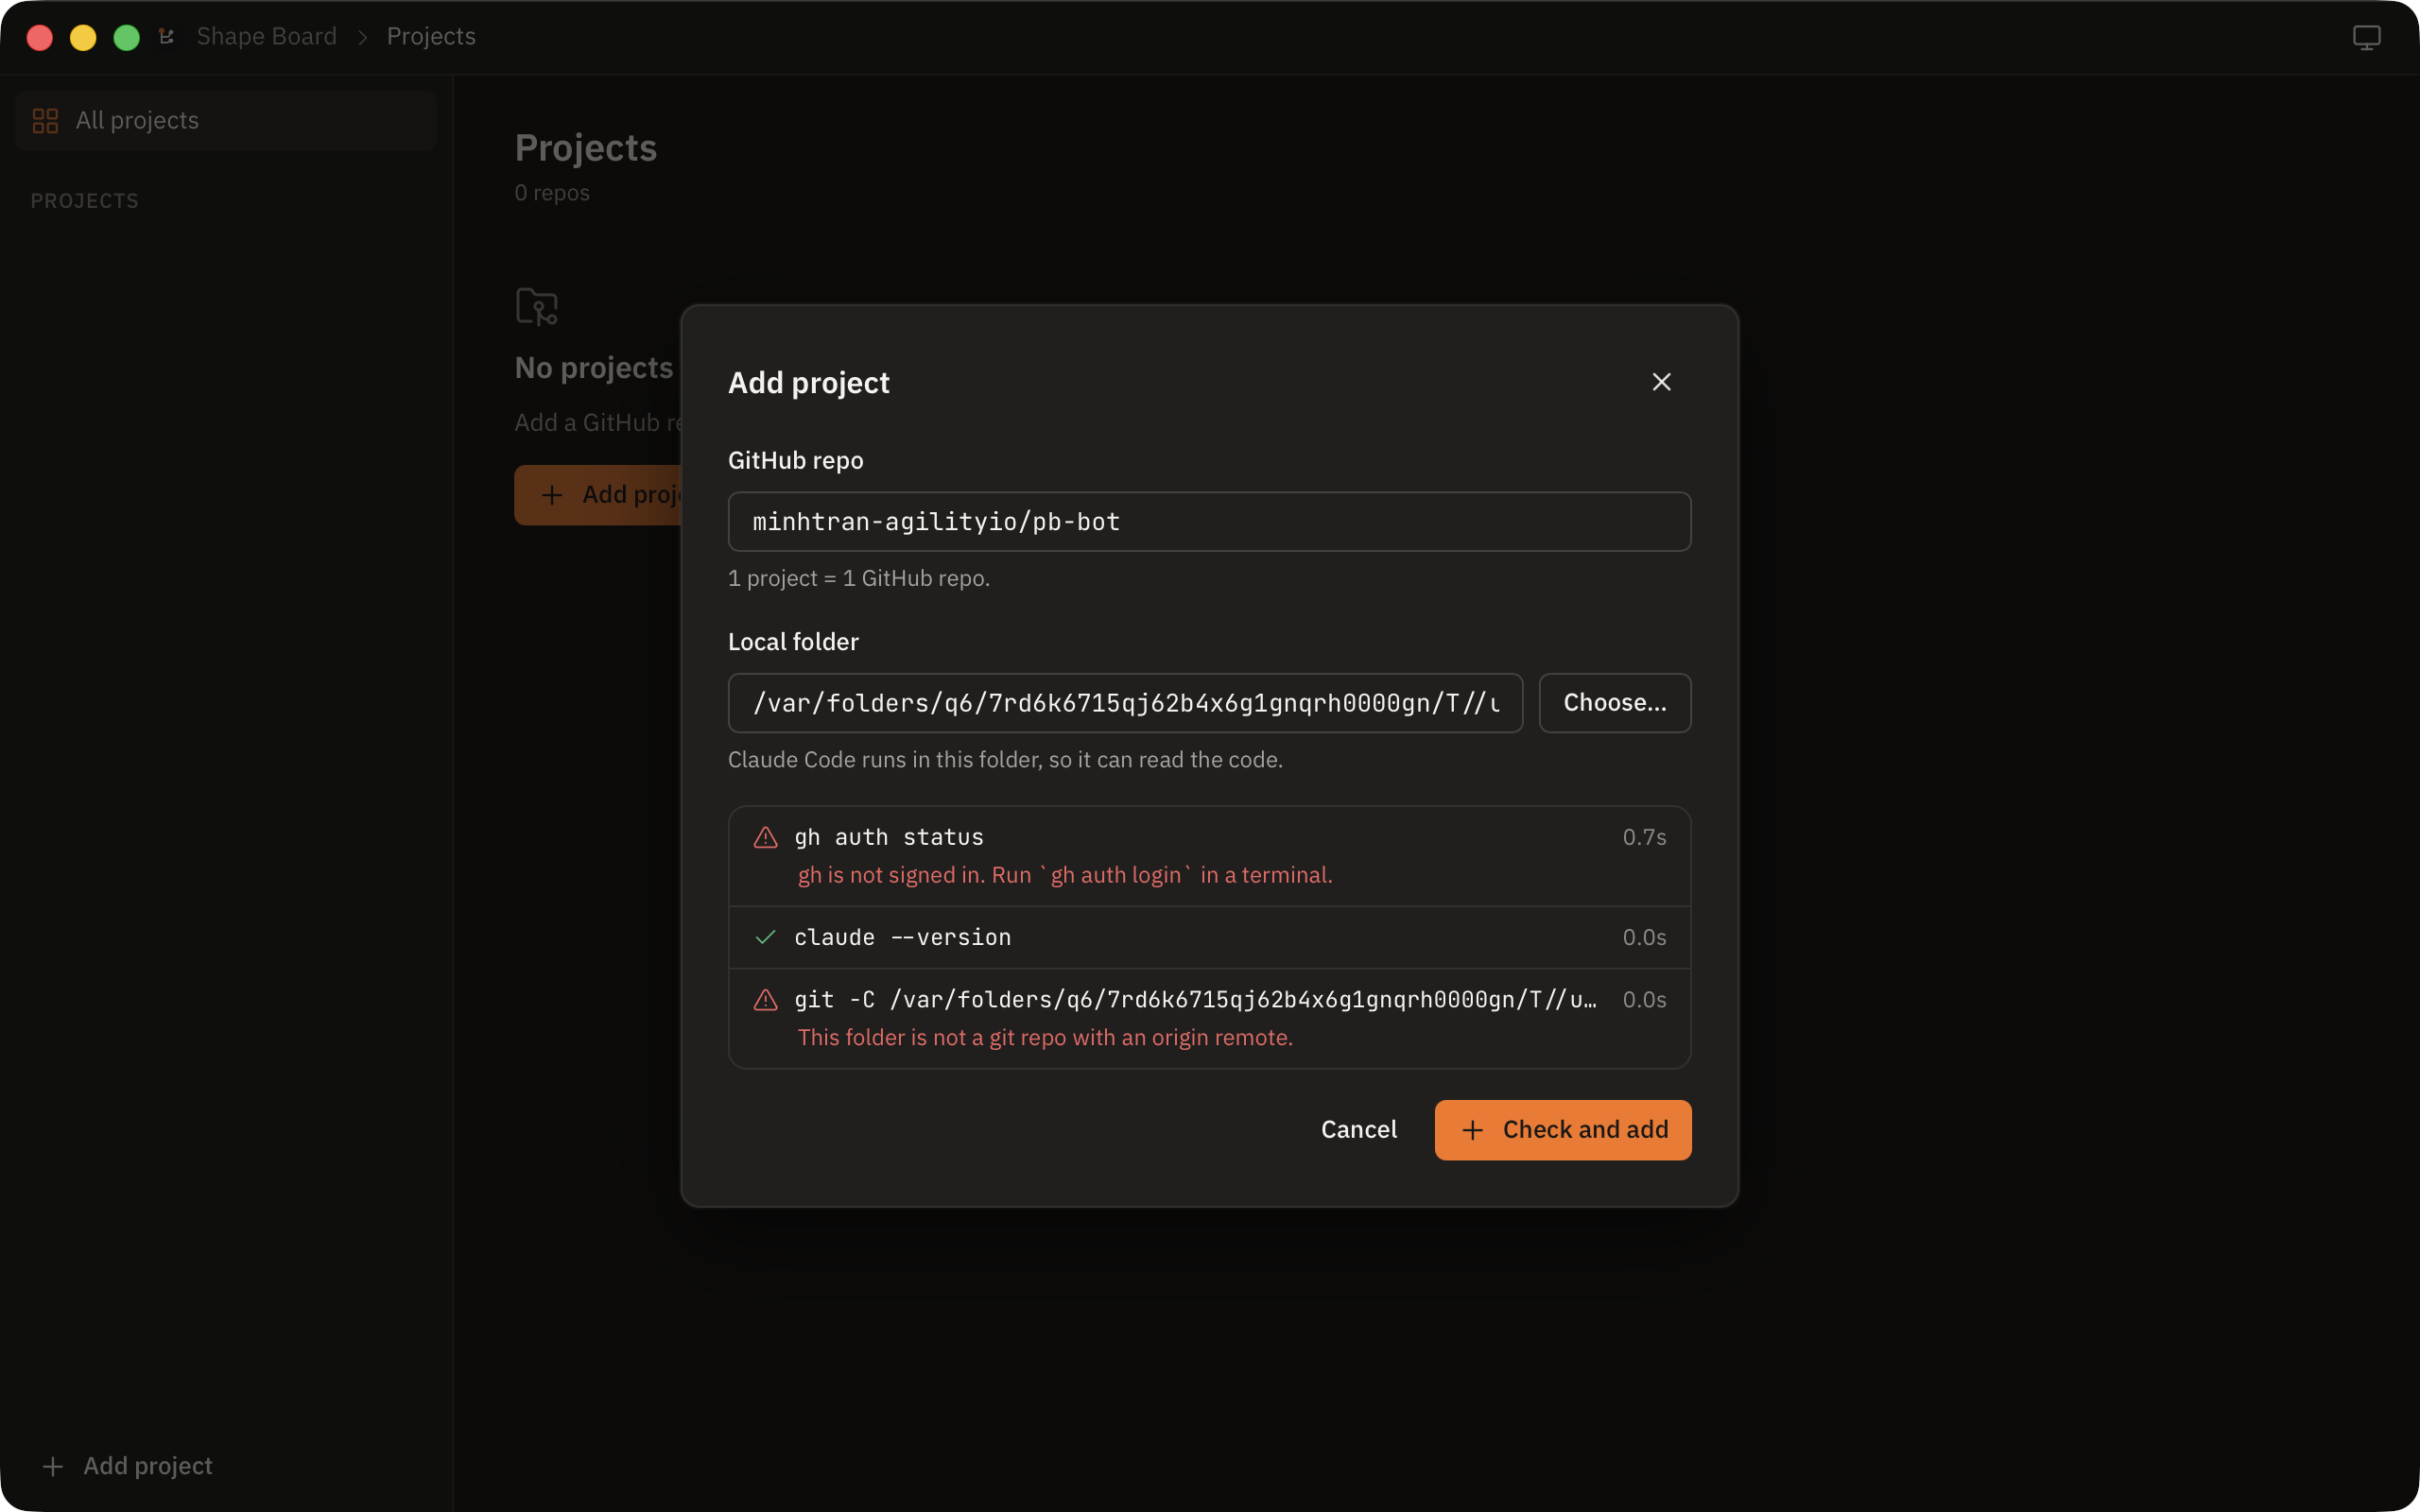 Shape Board > Projects
All projects
PROJECTS
Projects
0 repos
No projects
Add a GitHub re
Add proj
Add project
GitHub repo
minhtran-agilityio/pb-bot
1 project = 1 GitHub repo.
Local folder
/var/folders/q6/7rd6k6715qj62b4x6g1gnqrh0000gn/T//u
Choose...
Claude Code runs in this folder, so it can read the code.
gh auth status 0.7s
gh is not signed in. Run `gh auth login` in a terminal.
claude --version 0.0s
git -C /var/folders/q6/7rd6k6715qj62b4x6g1gnqrh0000gn/T//u… 0.0s
This folder is not a git repo with an origin remote.
Cancel
Check and add
Add project